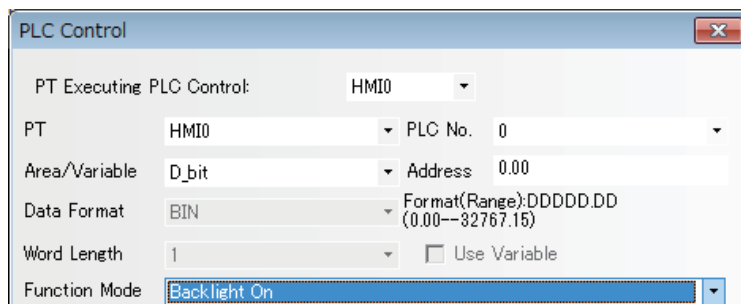 PLC Control
PT Executing PLC Control: HMI0
PT HMI0 PLC No. 0
Area/Variable D_bit Address 0.00
Data Format BIN Format(Range):DDDDD.DD
(0.00--32767.15)
Word Length 1 Use Variable
Function Mode Backlight On